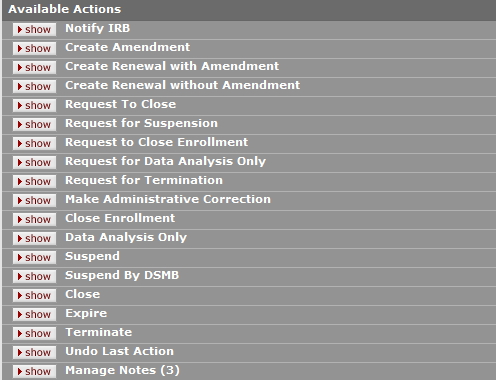 Available Actions
show Notify IRB
show Create Amendment
show Create Renewal with Amendment
show Create Renewal without Amendment
show Request To Close
show Request for Suspension
show Request to Close Enrollment
show Request for Data Analysis Only
show Request for Termination
show Make Administrative Correction
show Close Enrollment
show Data Analysis Only
show Suspend
show Suspend By DSMB
show Close
show Expire
show Terminate
show Undo Last Action
show Manage Notes (3)